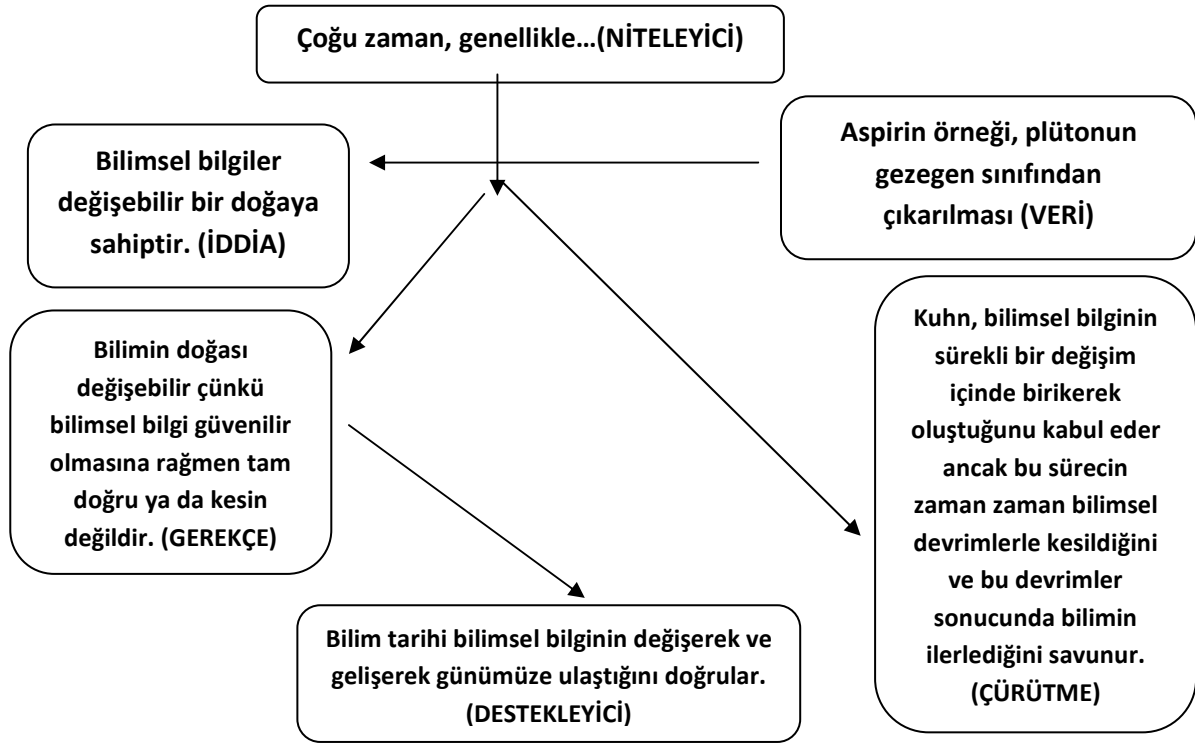 Çoğu zaman, genellikle…(NİTELEYİCİ)
Bilimsel bilgiler
değişebilir bir doğaya
sahiptir. (İDDİA)
Aspirin örneği, plütonun
gezegen sınıfından
çıkarılması (VERİ)
Bilimin doğası
değişebilir çünkü
bilimsel bilgi güvenilir
olmasına rağmen tam
doğru ya da kesin
değildir. (GEREKÇE)
Kuhn, bilimsel bilginin
sürekli bir değişim
içinde birikerek
oluştuğunu kabul eder
ancak bu sürecin
zaman zaman bilimsel
devrimlerle kesildiğini
ve bu devrimler
sonucunda bilimin
ilerlediğini savunur.
(ÇÜRÜTME)
Bilim tarihi bilimsel bilginin değişerek ve
gelişerek günümüze ulaştığını doğrular.
(DESTEKLEYİCİ)